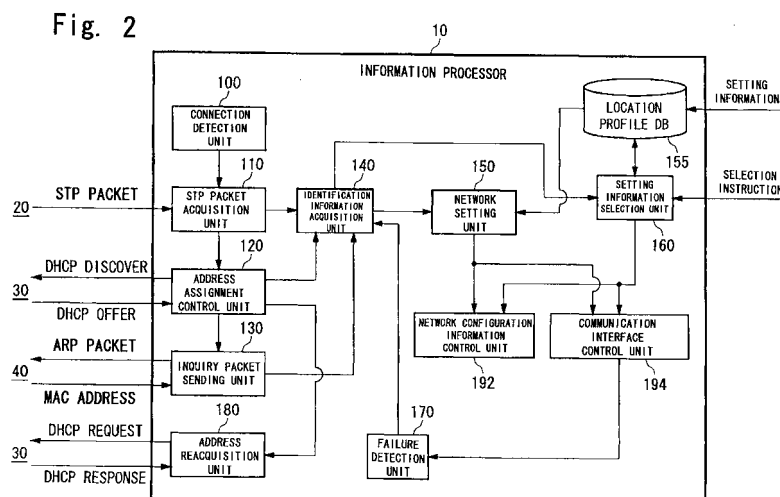 Fig. 2
10
INFORMATION PROCESSOR
100
CONNECTION
DETECTION
UNIT
110
STP PACKET
STP PACKET
ACQUISITION
UNIT
20
140
IDENTIFICATION
INFORMATION
ACQUISITION
UNIT
150
NETWORK
SETTING
UNIT
LOCATION
PROFILE DB
155
SETTING
INFORMATION
SETTING
INFORMATION
SELECTION UNIT
160
SELECTION
INSTRUCTION
120
DHCP DISCOVER
ADDRESS
ASSIGNMENT
CONTROL UNIT
30
DHCP OFFER
130
ARP PACKET
INQUIRY PACKET
SENDING UNIT
40
MAC ADDRESS
NETWORK CONFIGURATION
INFORMATION
CONTROL UNIT
192
COMMUNICATION
INTERFACE
CONTROL UNIT
194
180
DHCP REQUEST
ADDRESS
REACQUISITION
UNIT
30
DHCP RESPONSE
170
FAILURE
DETECTION
UNIT